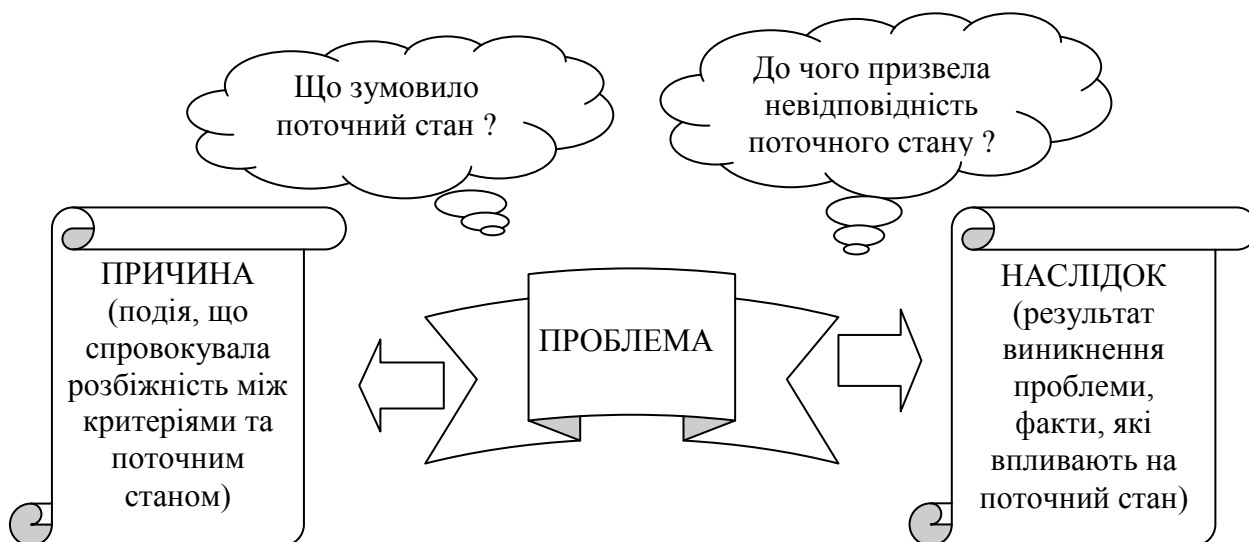 Що зумовило
поточний стан ?
До чого призвела
невідповідність
поточного стану ?
ПРИЧИНА
(подія, що
спровокувала
розбіжність між
критеріями та
поточним
станом)
ПРОБЛЕМА
НАСЛІДОК
(результат
виникнення
проблеми,
факти, які
впливають на
поточний стан)